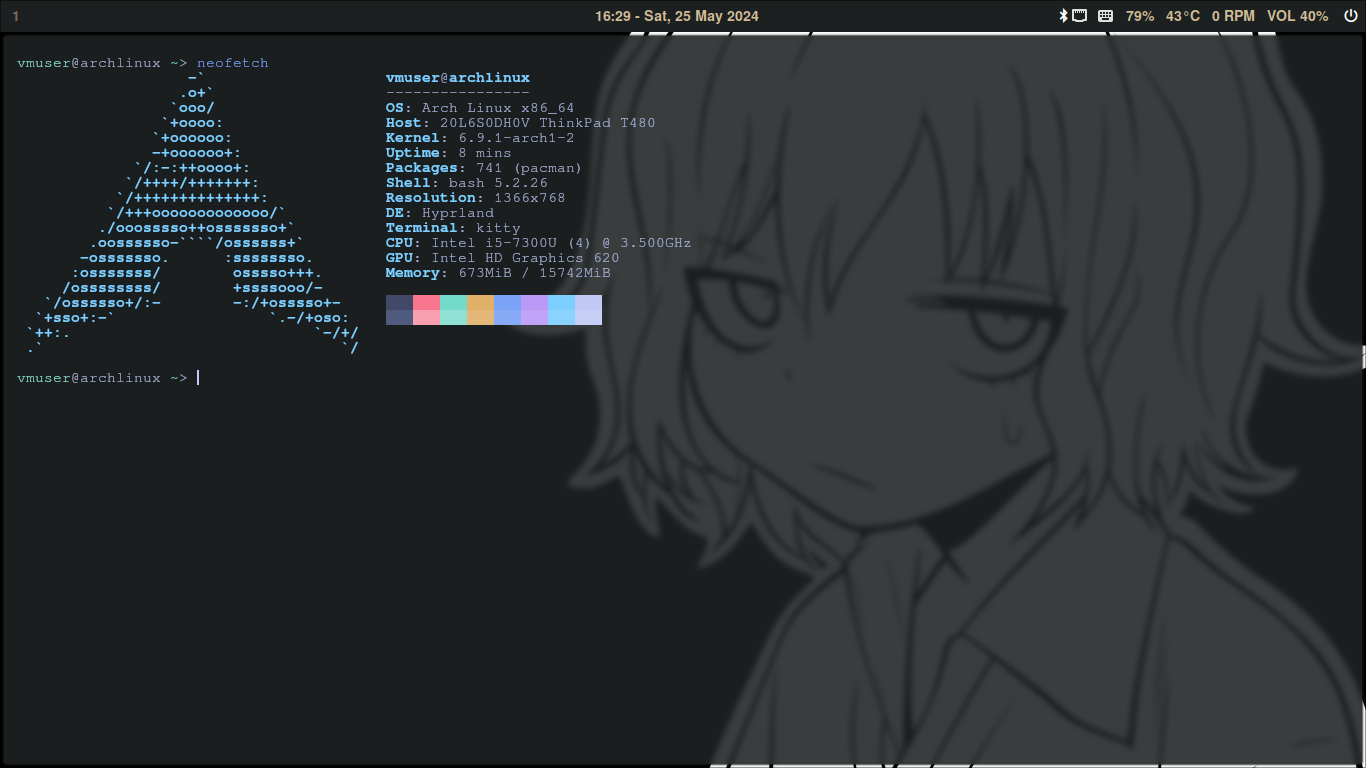 1 16:29 - Sat, 25 May 2024 79% 43°C 0 RPM VOL 40%
vmuser@archlinux ~> neofetch
                   -`                    vmuser@archlinux
                  .o+`                   ----------------
                 `ooo/                   OS: Arch Linux x86_64
                `+oooo:                  Host: 20L6S0DH0V ThinkPad T480
               `+oooooo:                 Kernel: 6.9.1-arch1-2
               -+oooooo+:                Uptime: 8 mins
             `/:-:++oooo+:               Packages: 741 (pacman)
            `/++++/+++++++:              Shell: bash 5.2.26
           `/++++++++++++++:             Resolution: 1366x768
          `/+++ooooooooooooo/`           DE: Hyprland
         ./ooosssso++osssssso+`          Terminal: kitty
        .oossssso-````/ossssss+`         CPU: Intel i5-7300U (4) @ 3.500GHz
       -osssssso.      :ssssssso.        GPU: Intel HD Graphics 620
      :osssssss/        osssso+++.       Memory: 673MiB / 15742MiB
     /ossssssss/        +ssssooo/-
   `/ossssso+/:-        -:/+osssso+-
  `+sso+:-`                 `.-/+oso:
 `++:.                           `-/+/
 .`                                 `/
vmuser@archlinux ~>